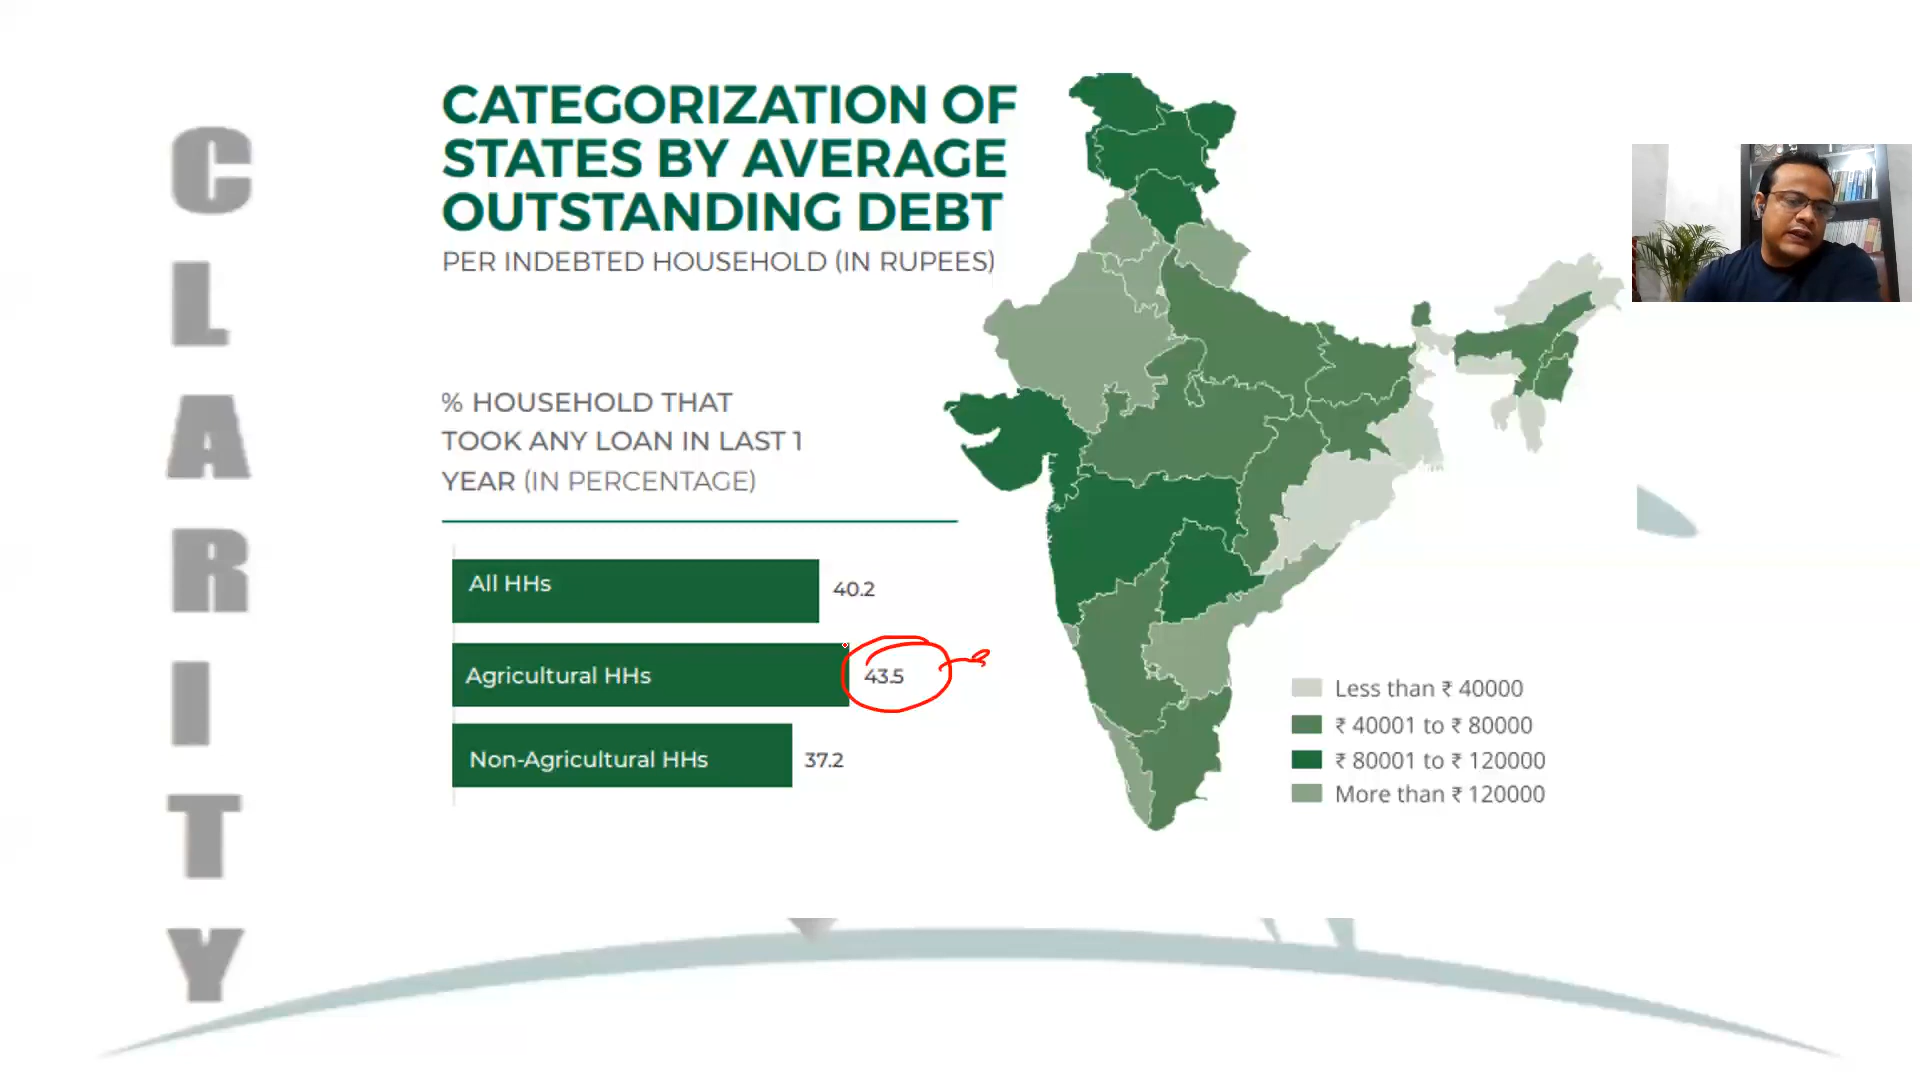 CLARITY
CATEGORIZATION OF
STATES BY AVERAGE
OUTSTANDING DEBT
PER INDEBTED HOUSEHOLD (IN RUPEES)
% HOUSEHOLD THAT
TOOK ANY LOAN IN LAST 1
YEAR (IN PERCENTAGE)
All HHs 40.2
Agricultural HHs 43.5
Non-Agricultural HHs 37.2
Less than ₹ 40000
₹ 40001 to ₹ 80000
₹ 80001 to ₹ 120000
More than ₹ 120000